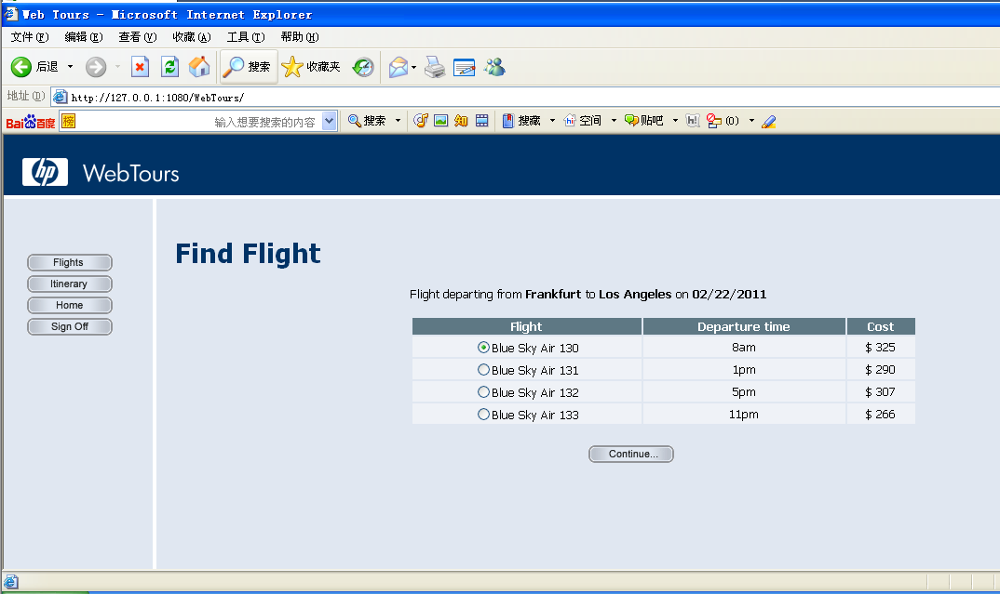 Web Tours - Microsoft Internet Explorer
文件(F) 编辑(E) 查看(V) 收藏(A) 工具(T) 帮助(H)
后退 搜索 收藏夹
地址(D) http://127.0.0.1:1080/WebTours/
Bai百度 榜 输入想要搜索的内容 搜索 知 搜藏 hi 空间 贴吧 (0)
hp WebTours
Flights
Itinerary
Home
Sign Off
Find Flight
Flight departing from Frankfurt to Los Angeles on 02/22/2011
Flight Departure time Cost
Blue Sky Air 130 8am $ 325
Blue Sky Air 131 1pm $ 290
Blue Sky Air 132 5pm $ 307
Blue Sky Air 133 11pm $ 266
Continue...